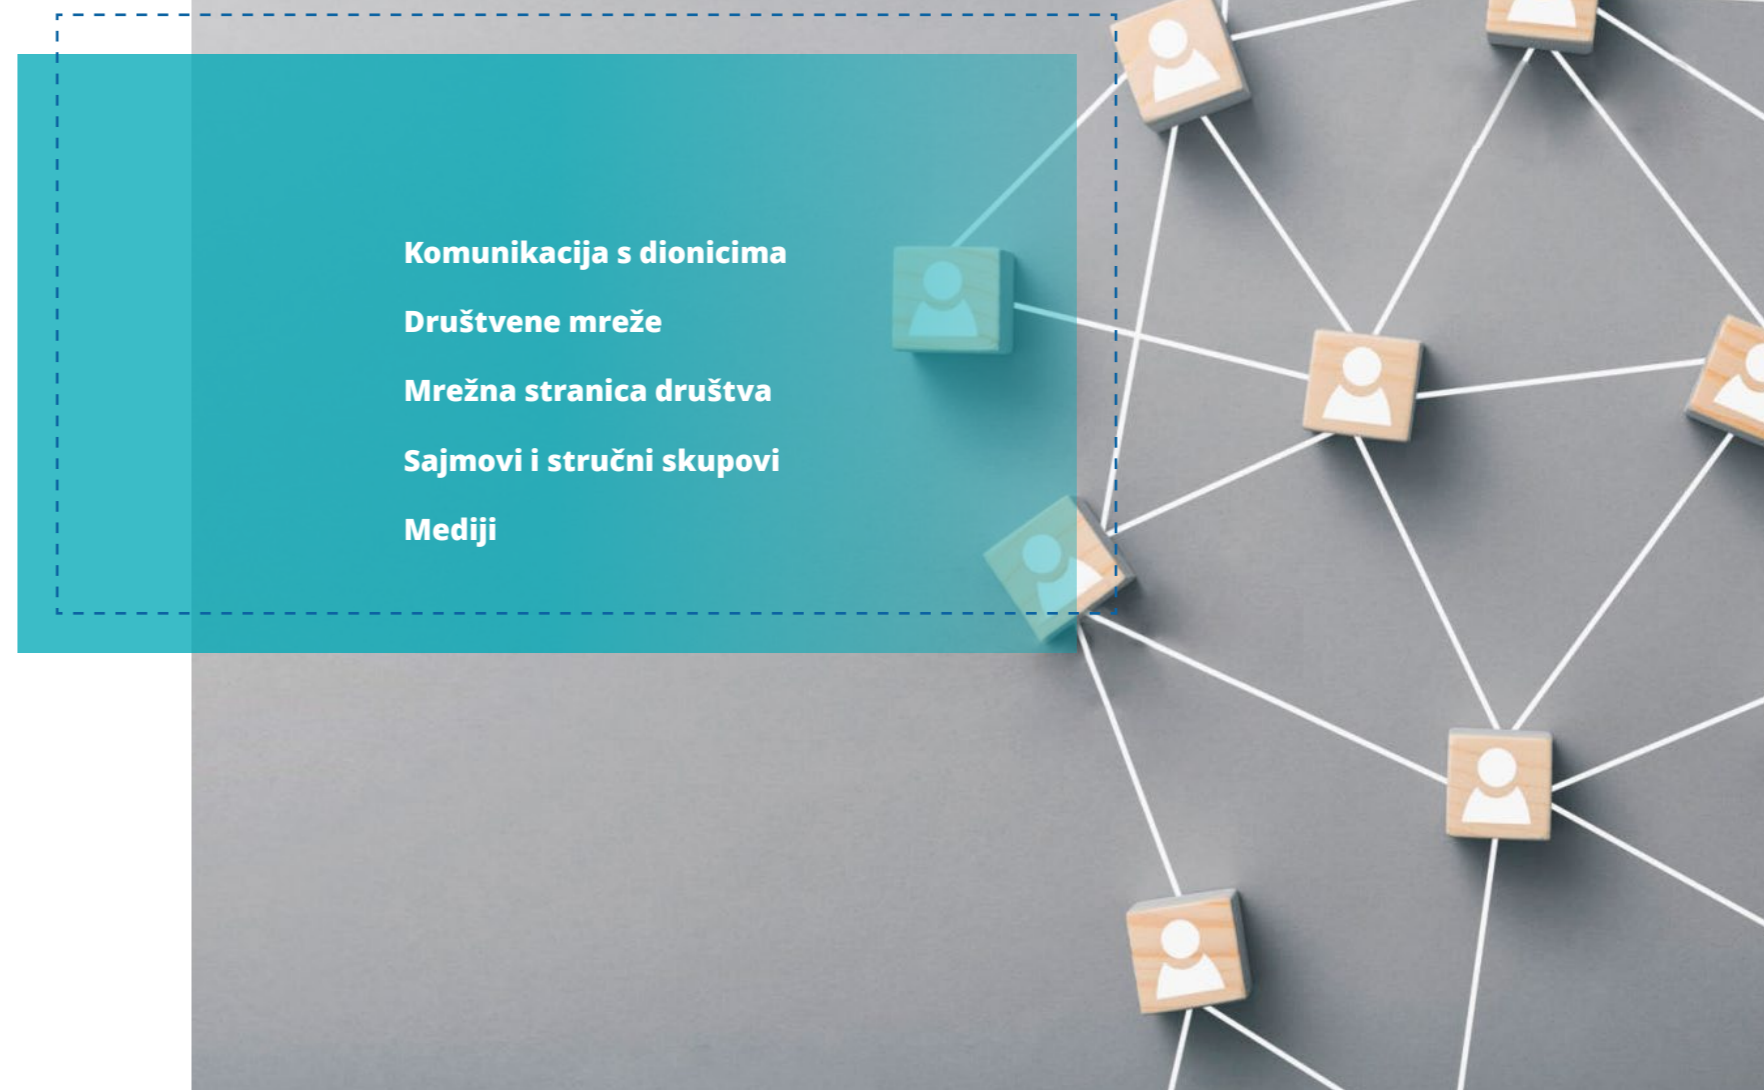 Komunikacija s dionicima
Društvene mreže
Mrežna stranica društva
Sajmovi i stručni skupovi
Mediji